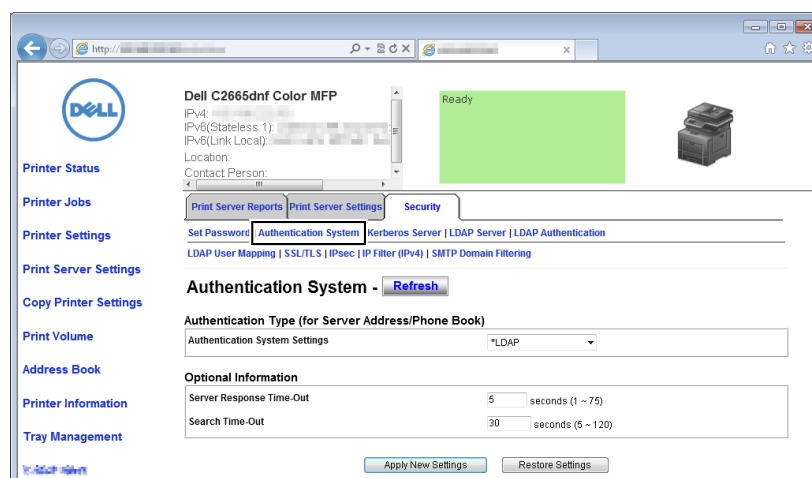 http://
DELL
Dell C2665dnf Color MFP
IPv4:
IPv6(Stateless 1):
IPv6(Link Local):
Location:
Contact Person:
Ready
Printer Status
Printer Jobs
Printer Settings
Print Server Settings
Copy Printer Settings
Print Volume
Address Book
Printer Information
Tray Management
Print Server Reports Print Server Settings Security
Set Password | Authentication System Kerberos Server | LDAP Server | LDAP Authentication
LDAP User Mapping | SSL/TLS | IPsec | IP Filter (IPv4) | SMTP Domain Filtering
Authentication System - Refresh
Authentication Type (for Server Address/Phone Book)
Authentication System Settings *LDAP
Optional Information
Server Response Time-Out 5 seconds (1 ~ 75)
Search Time-Out 30 seconds (5 ~ 120)
Apply New Settings Restore Settings